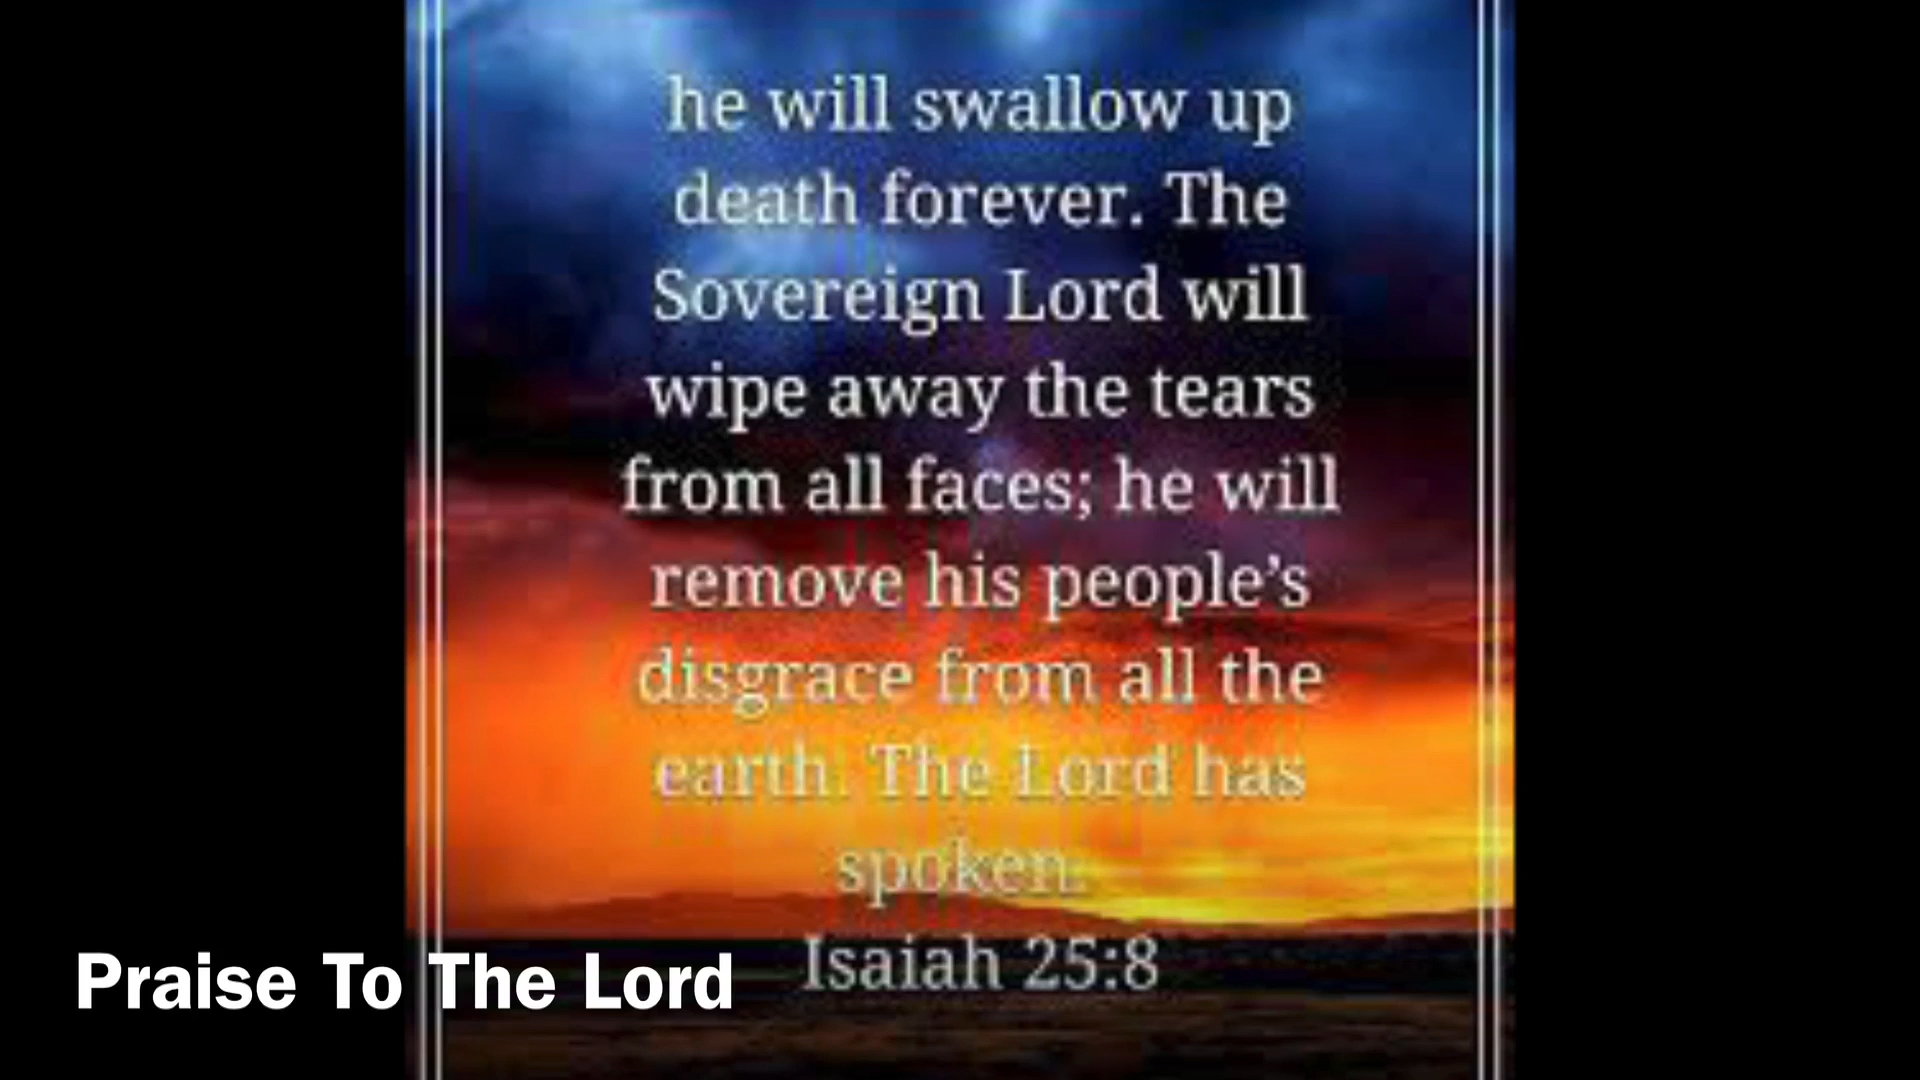 he will swallow up
death forever. The
Sovereign Lord will
wipe away the tears
from all faces; he will
remove his people’s
disgrace from all the
earth. The Lord has
spoken.
Isaiah 25:8
Praise To The Lord